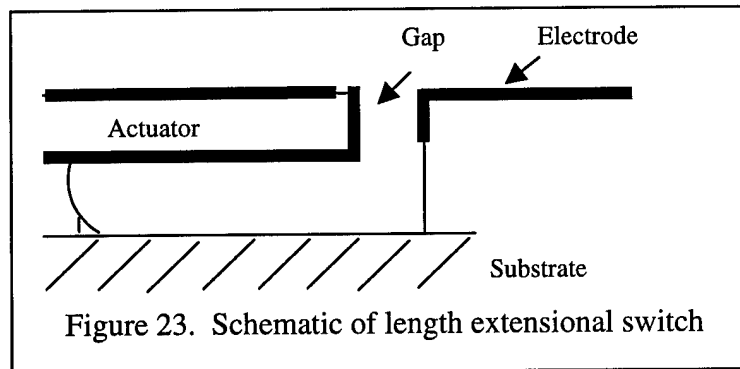 Gap
Electrode
Actuator
Substrate
Figure 23. Schematic of length extensional switch